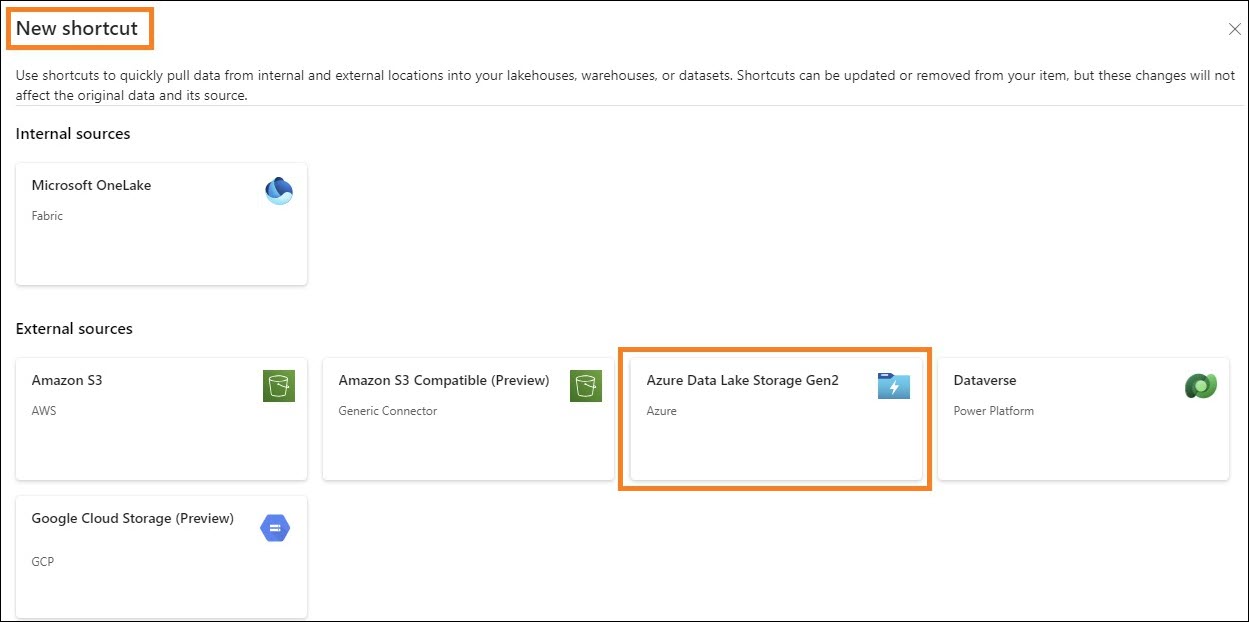 New shortcut
Use shortcuts to quickly pull data from internal and external locations into your lakehouses, warehouses, or datasets. Shortcuts can be updated or removed from your item, but these changes will not
affect the original data and its source.
Internal sources
Microsoft OneLake
Fabric
External sources
Amazon S3
AWS
Amazon S3 Compatible (Preview)
Generic Connector
Azure Data Lake Storage Gen2
Azure
Dataverse
Power Platform
Google Cloud Storage (Preview)
GCP